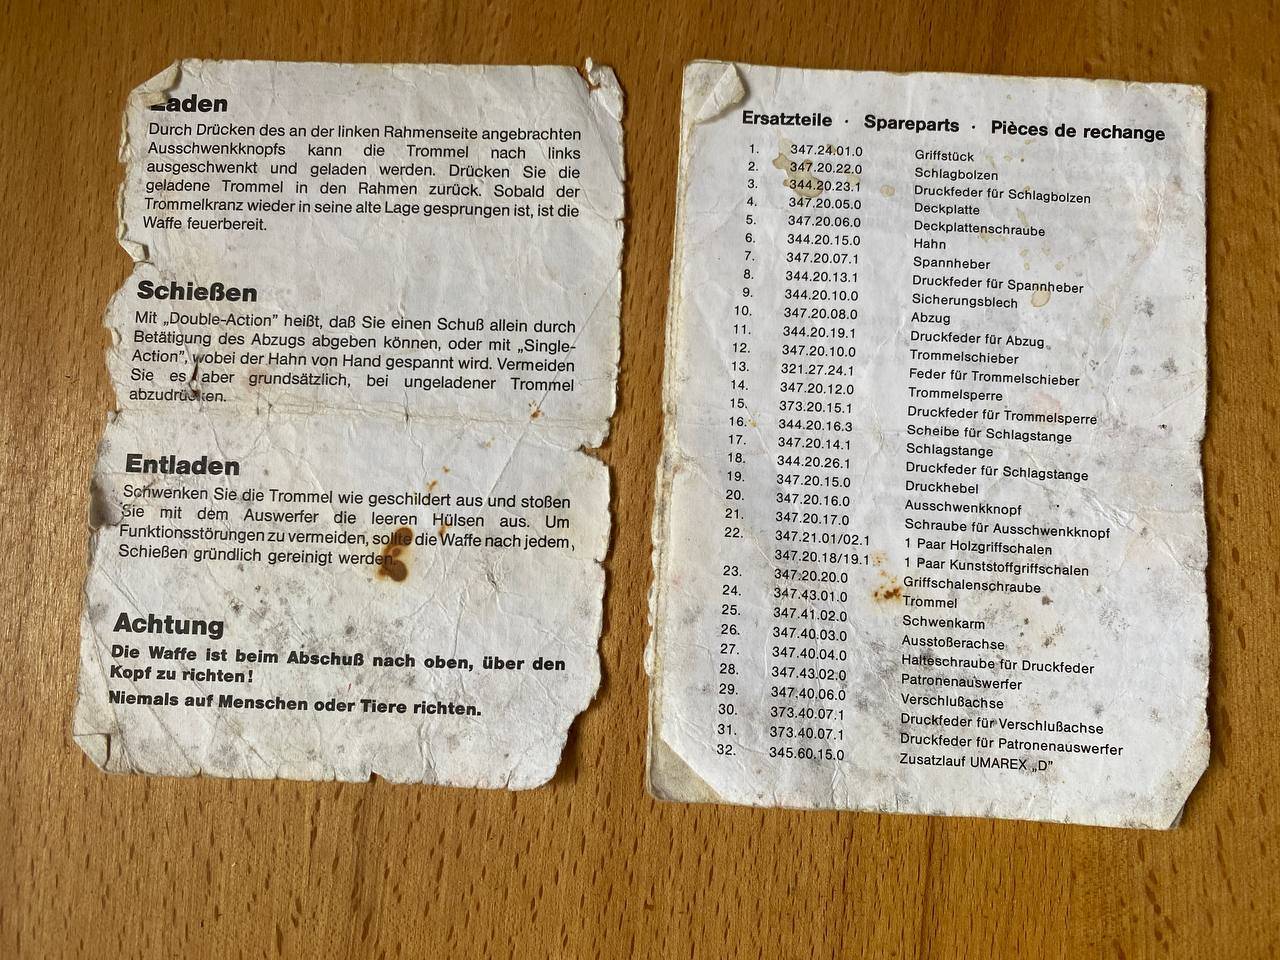 Laden
Durch Drücken des an der linken Rahmenseite angebrachten
Ausschwenkknopfs kann die Trommel nach links
ausgeschwenkt und geladen werden. Drücken Sie die
geladene Trommel in den Rahmen zurück. Sobald der
Trommelkranz wieder in seine alte Lage gesprungen ist, ist die
Waffe feuerbereit.
Schießen
Mit „Double-Action” heißt, daß Sie einen Schuß allein durch
Betätigung des Abzugs abgeben können, oder mit „Single-
Action”, wobei der Hahn von Hand gespannt wird. Vermeiden
Sie es aber grundsätzlich, bei ungeladener Trommel
abzudrücken.
Entladen
Schwenken Sie die Trommel wie geschildert aus und stoßen
Sie mit dem Auswerfer die leeren Hülsen aus. Um
Funktionsstörungen zu vermeiden, sollte die Waffe nach jedem,
Schießen gründlich gereinigt werden.
Achtung
Die Waffe ist beim Abschuß nach oben, über den
Kopf zu richten!
Niemals auf Menschen oder Tiere richten.
Ersatzteile · Spareparts · Pièces de rechange
1. 347.24.01.0 Griffstück
2. 347.20.22.0 Schlagbolzen
3. 344.20.23.1 Druckfeder für Schlagbolzen
4. 347.20.05.0 Deckplatte
5. 347.20.06.0 Deckplattenschraube
6. 344.20.15.0 Hahn
7. 347.20.07.1 Spannheber
8. 344.20.13.1 Druckfeder für Spannheber
9. 344.20.10.0 Sicherungsblech
10. 347.20.08.0 Abzug
11. 344.20.19.1 Druckfeder für Abzug
12. 347.20.10.0 Trommelschieber
13. 321.27.24.1 Feder für Trommelschieber
14. 347.20.12.0 Trommelsperre
15. 373.20.15.1 Druckfeder für Trommelsperre
16. 344.20.16.3 Scheibe für Schlagstange
17. 347.20.14.1 Schlagstange
18. 344.20.26.1 Druckfeder für Schlagstange
19. 347.20.15.0 Druckhebel
20. 347.20.16.0 Ausschwenkknopf
21. 347.20.17.0 Schraube für Ausschwenkknopf
22. 347.21.01/02.1 1 Paar Holzgriffschalen
347.20.18/19.1 1 Paar Kunststoffgriffschalen
23. 347.20.20.0 Griffschalenschraube
24. 347.43.01.0 Trommel
25. 347.41.02.0 Schwenkarm
26. 347.40.03.0 Ausstoßerachse
27. 347.40.04.0 Halteschraube für Druckfeder
28. 347.43.02.0 Patronenauswerfer
29. 347.40.06.0 Verschlußachse
30. 373.40.07.1 Druckfeder für Verschlußachse
31. 373.40.07.1 Druckfeder für Patronenauswerfer
32. 345.60.15.0 Zusatzlauf UMAREX „D”